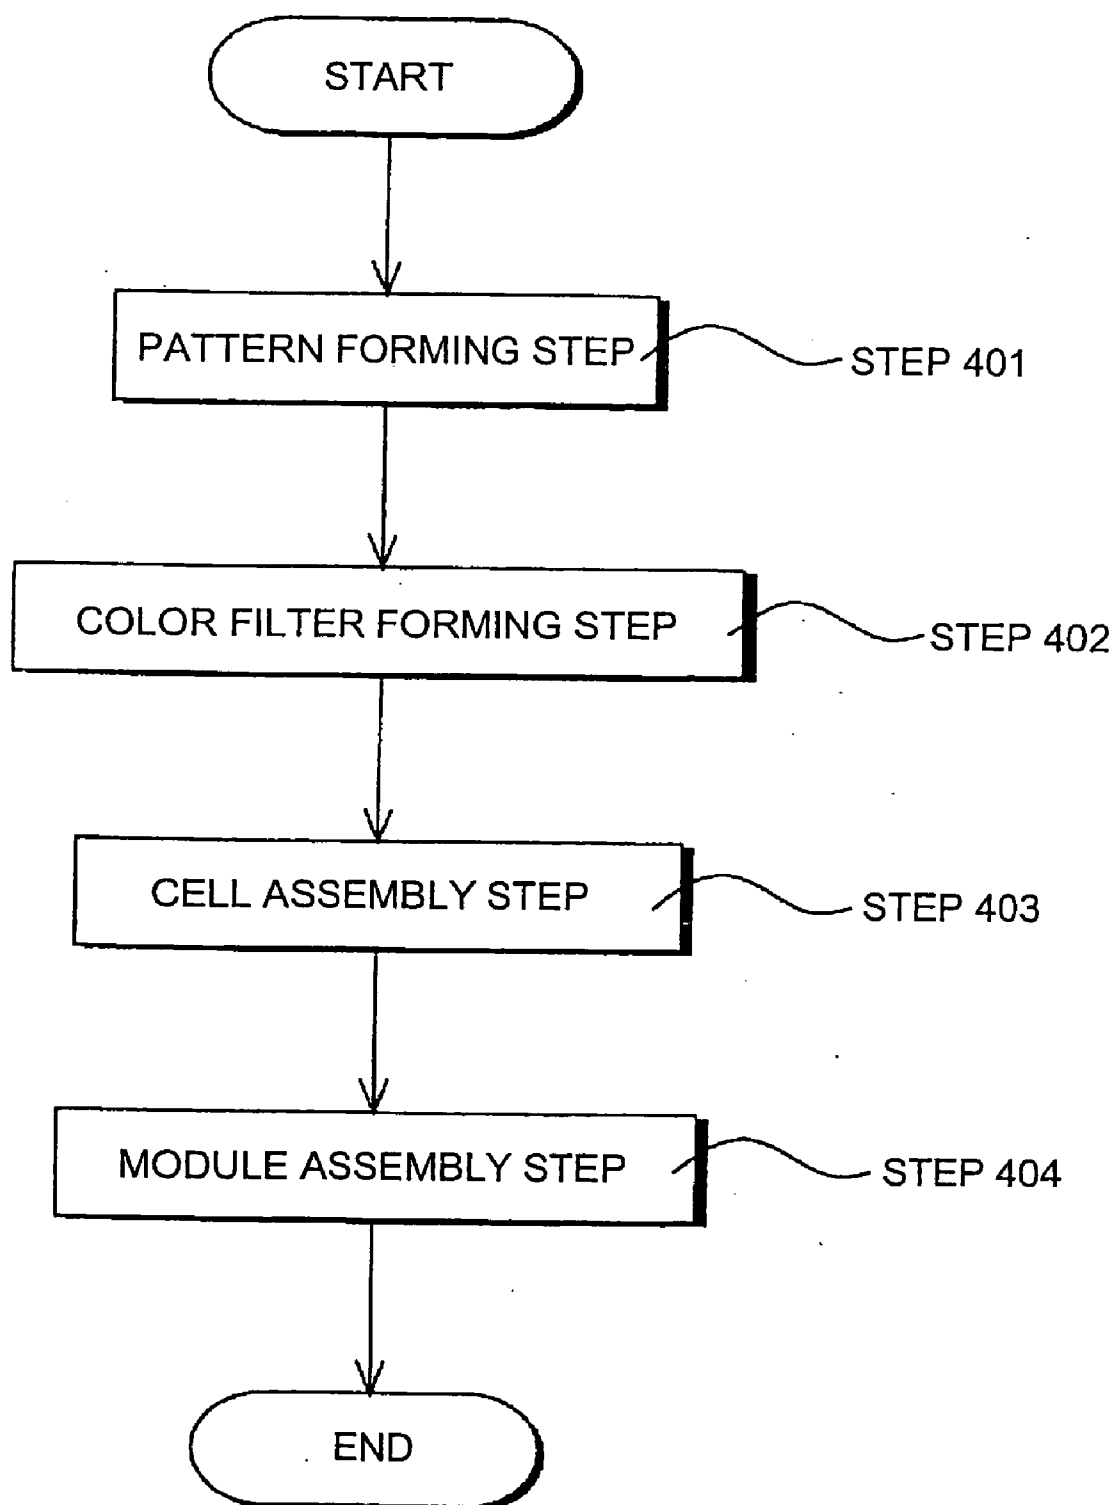 START
PATTERN FORMING STEP
STEP 401
COLOR FILTER FORMING STEP
STEP 402
CELL ASSEMBLY STEP
STEP 403
MODULE ASSEMBLY STEP
STEP 404
END